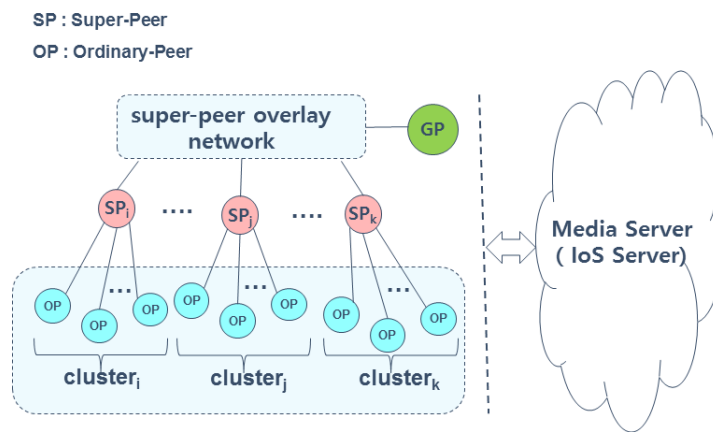 SP : Super-Peer
OP : Ordinary-Peer
super-peer overlay
network
GP
SPi
....
SPj
....
SPk
Media Server
( IoS Server)
...
...
...
OP
OP
OP
OP
OP
OP
OP
OP
OP
clusteri
clusterj
clusterk